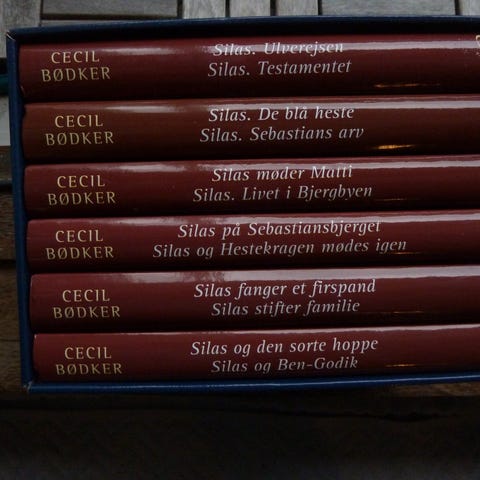 CECIL
BØDKER
Silas. Ulverejsen
Silas. Testamentet
CECIL
BØDKER
Silas. De blå heste
Silas. Sebastians arv
CECIL
BØDKER
Silas møder Matti
Silas. Livet i Bjergbyen
CECIL
BØDKER
Silas på Sebastiansbjerget
Silas og Hestekragen mødes igen
CECIL
BØDKER
Silas fanger et firspand
Silas stifter familie
CECIL
BØDKER
Silas og den sorte hoppe
Silas og Ben-Godik